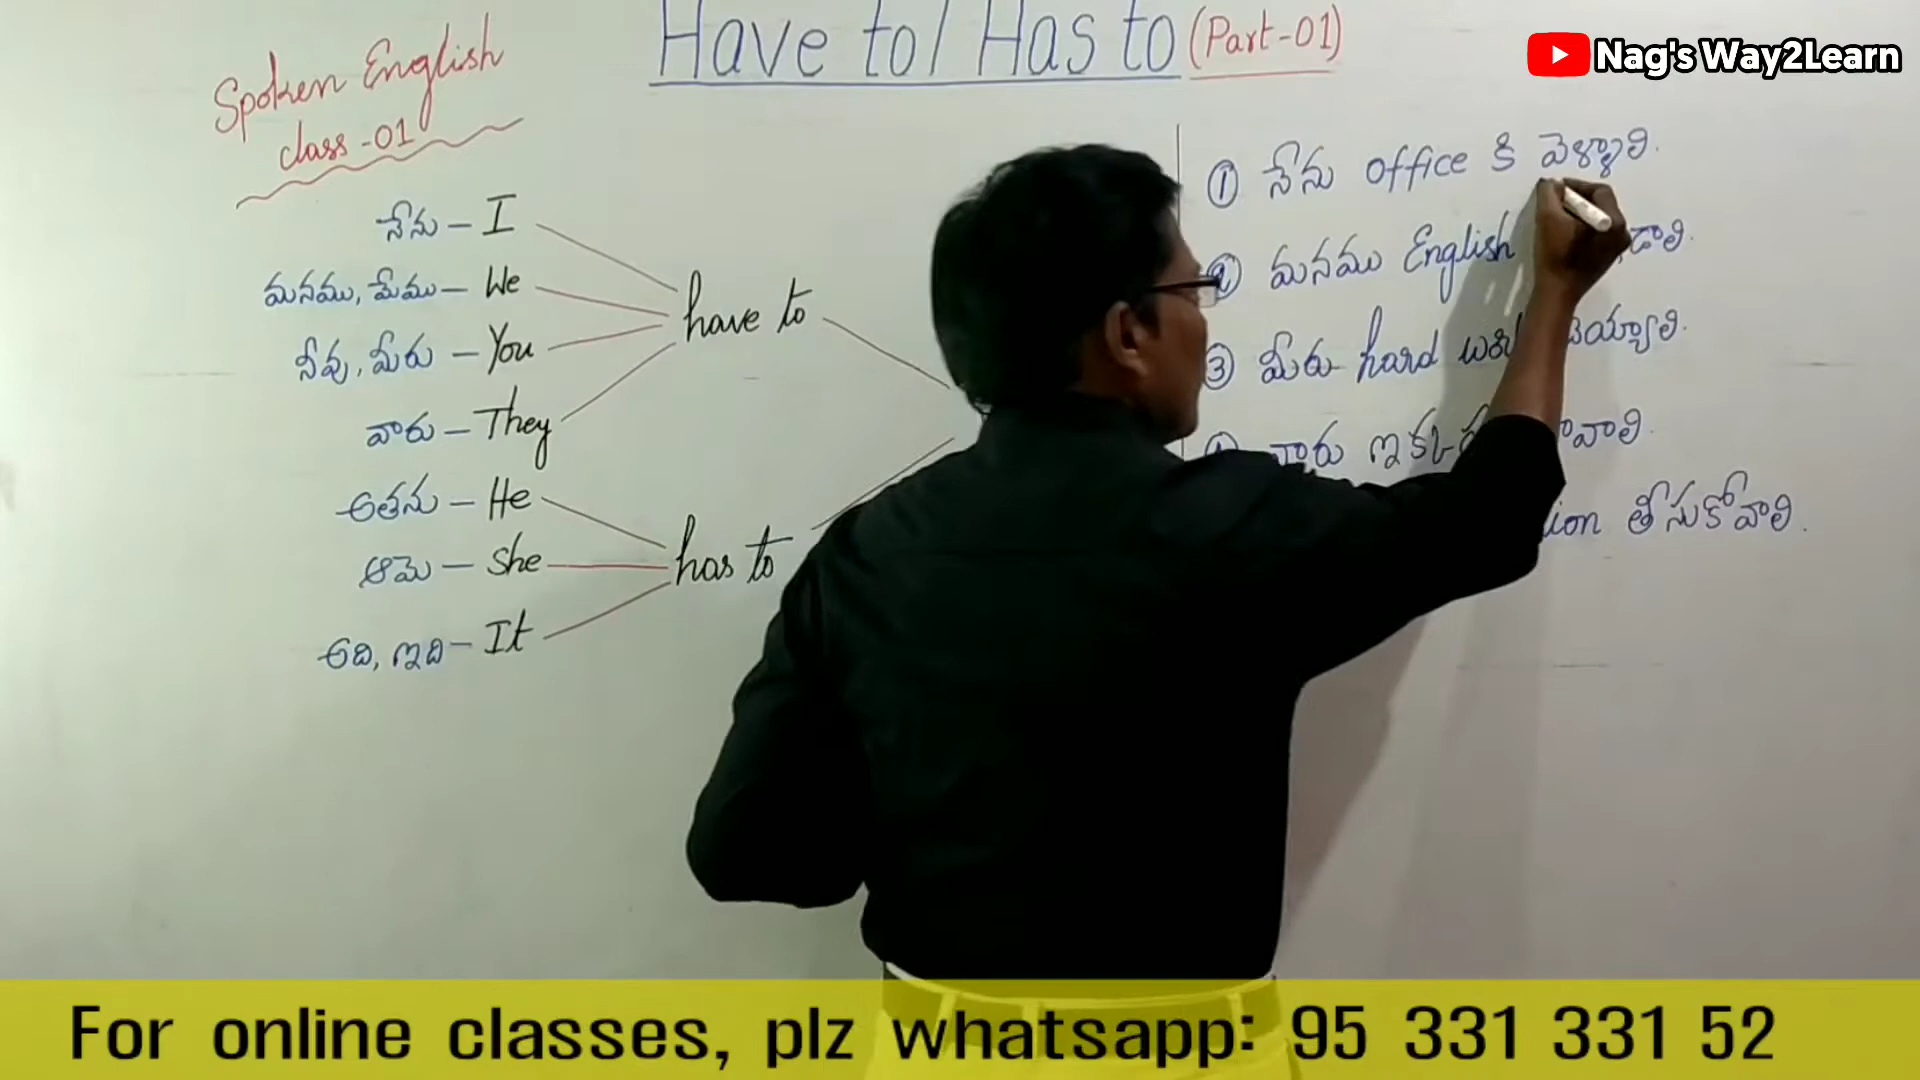 Have to / Has to (Part-01)
Nag's Way2Learn
Spoken English
class -01
నేను – I
మనము, మేము – We
నీవు, మీరు – You
వారు – They
అతను – He
ఆమె – She
అది, ఇది – It
have to
has to
① నేను office కి వెళ్ళాలి.
② మనము English
③ మీరు hard చెయ్యాలి.
వారు
తీసుకోవాలి.
For online classes, plz whatsapp: 95 331 331 52